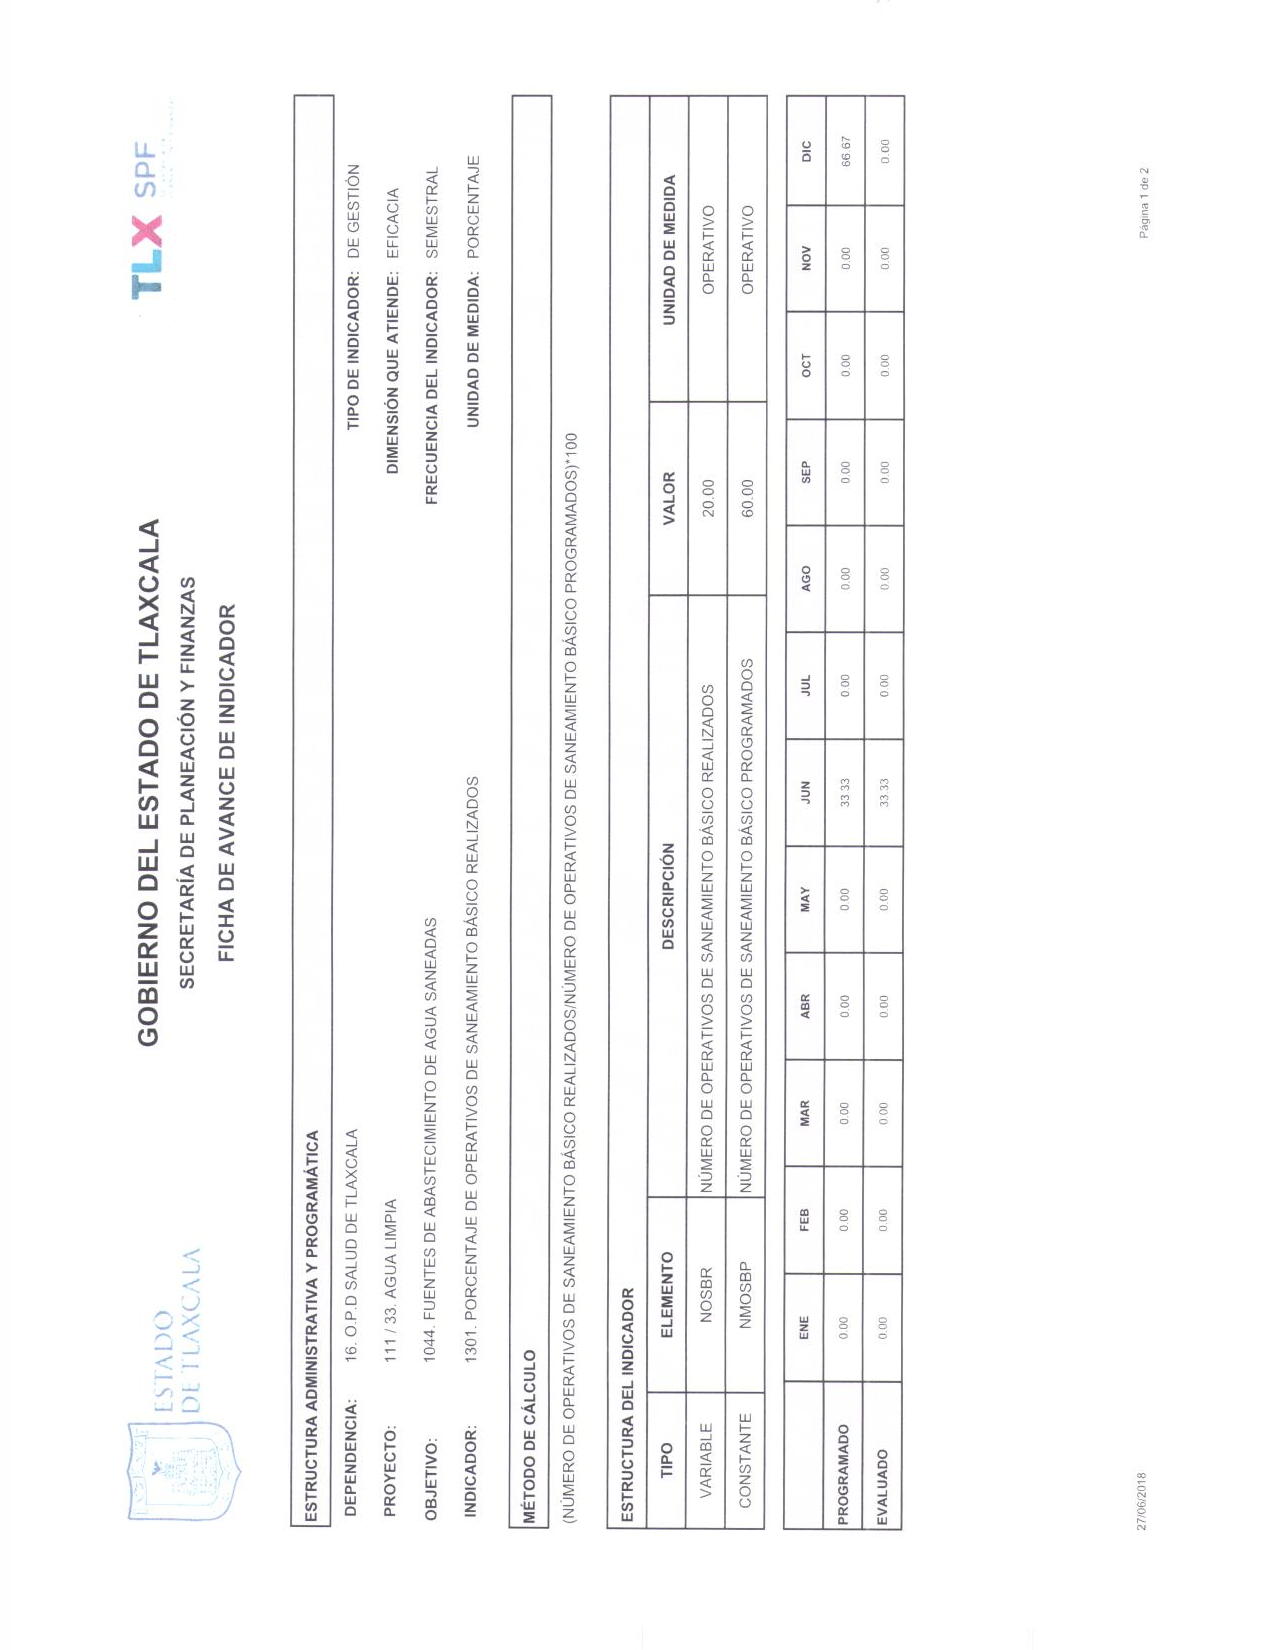 ESTADO
DE TLAXCALA
TLX SPF
GOBIERNO DEL ESTADO DE TLAXCALA
SECRETARÍA DE PLANEACIÓN Y FINANZAS
FICHA DE AVANCE DE INDICADOR
ESTRUCTURA ADMINISTRATIVA Y PROGRAMÁTICA
DEPENDENCIA: 16. O.P.D SALUD DE TLAXCALA TIPO DE INDICADOR: DE GESTIÓN
PROYECTO: 111 / 33. AGUA LIMPIA DIMENSIÓN QUE ATIENDE: EFICACIA
OBJETIVO: 1044. FUENTES DE ABASTECIMIENTO DE AGUA SANEADAS FRECUENCIA DEL INDICADOR: SEMESTRAL
INDICADOR: 1301. PORCENTAJE DE OPERATIVOS DE SANEAMIENTO BÁSICO REALIZADOS UNIDAD DE MEDIDA: PORCENTAJE
MÉTODO DE CÁLCULO
(NÚMERO DE OPERATIVOS DE SANEAMIENTO BÁSICO REALIZADOS/NÚMERO DE OPERATIVOS DE SANEAMIENTO BÁSICO PROGRAMADOS)*100
ESTRUCTURA DEL INDICADOR
TIPO ELEMENTO DESCRIPCIÓN VALOR UNIDAD DE MEDIDA
VARIABLE NOSBR NÚMERO DE OPERATIVOS DE SANEAMIENTO BÁSICO REALIZADOS 20.00 OPERATIVO
CONSTANTE NMOSBP NÚMERO DE OPERATIVOS DE SANEAMIENTO BÁSICO PROGRAMADOS 60.00 OPERATIVO
ENE FEB MAR ABR MAY JUN JUL AGO SEP OCT NOV DIC
PROGRAMADO 0.00 0.00 0.00 0.00 0.00 33.33 0.00 0.00 0.00 0.00 0.00 66.67
EVALUADO 0.00 0.00 0.00 0.00 0.00 33.33 0.00 0.00 0.00 0.00 0.00 0.00
27/06/2018 Página 1 de 2